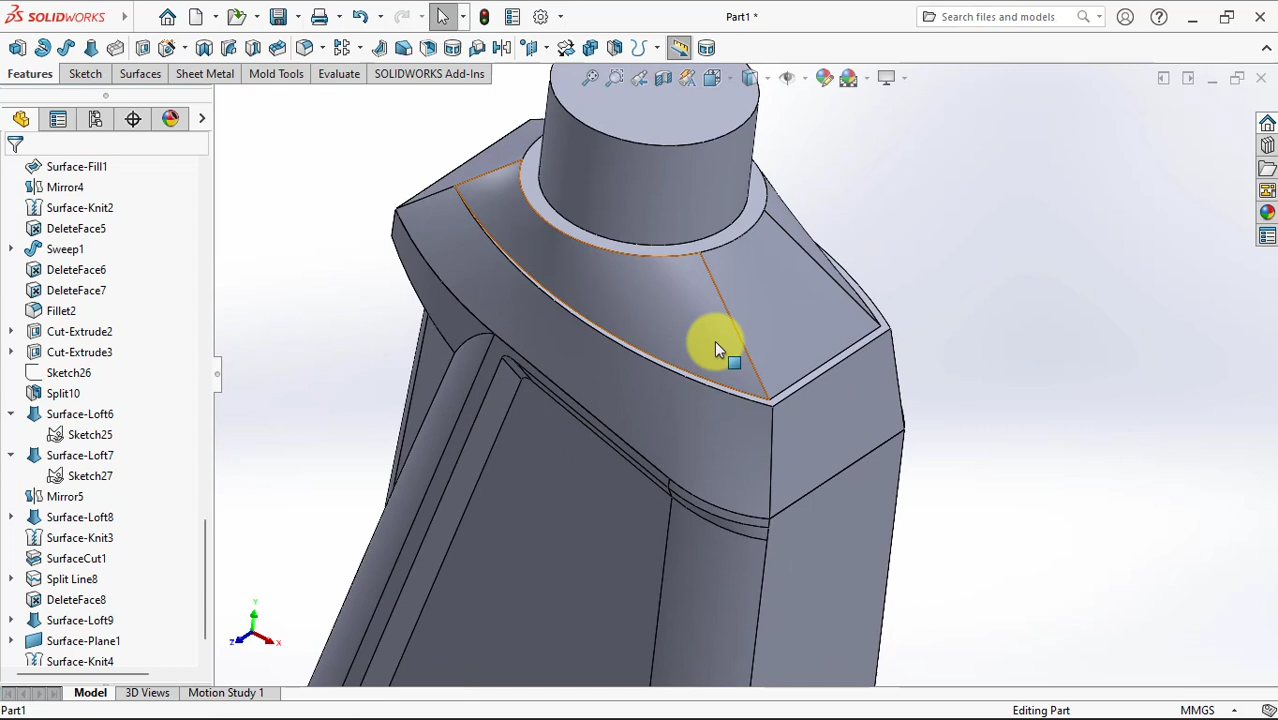 SOLIDWORKS
Part1 *
Search files and models
Features
Sketch
Surfaces
Sheet Metal
Mold Tools
Evaluate
SOLIDWORKS Add-Ins
Surface-Fill1
Mirror4
Surface-Knit2
DeleteFace5
Sweep1
DeleteFace6
DeleteFace7
Fillet2
Cut-Extrude2
Cut-Extrude3
Sketch26
Split10
Surface-Loft6
Sketch25
Surface-Loft7
Sketch27
Mirror5
Surface-Loft8
Surface-Knit3
SurfaceCut1
Split Line8
DeleteFace8
Surface-Loft9
Surface-Plane1
Surface-Knit4
Y
Z
X
Model
3D Views
Motion Study 1
Part1
Editing Part
MMGS